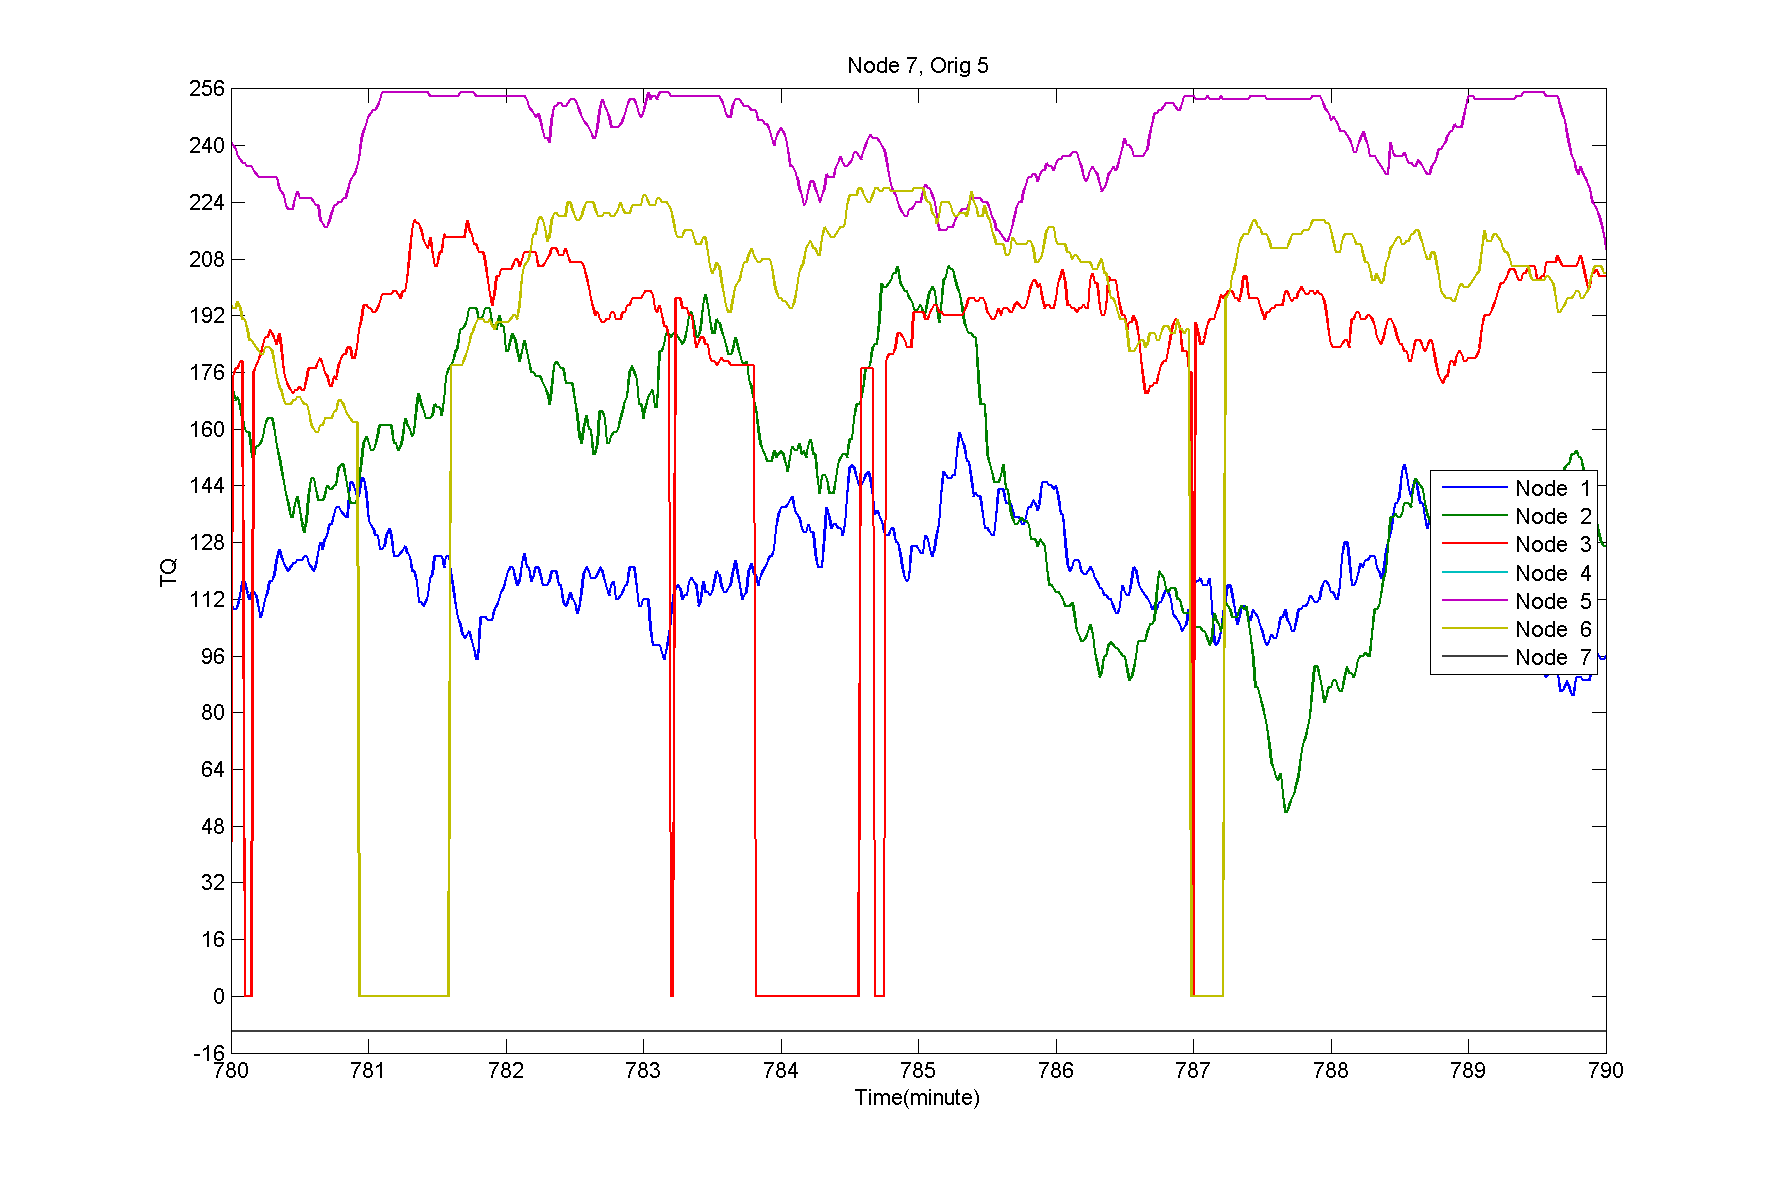 Node 7, Orig 5
256
240
224
208
192
176
160
144
128
112
96
80
64
48
32
16
0
-16
TQ
Node 1
Node 2
Node 3
Node 4
Node 5
Node 6
Node 7
780 781 782 783 784 785 786 787 788 789 790
Time(minute)